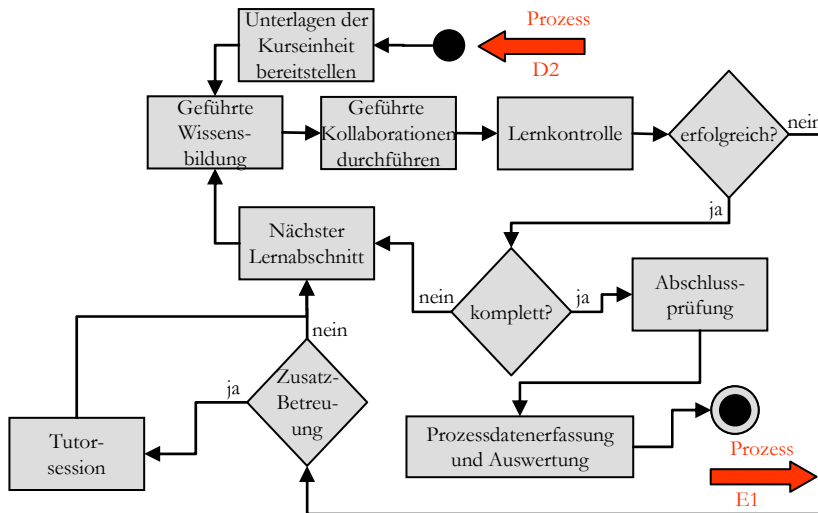 Unterlagen der
Kurseinheit
bereitstellen
Prozess
D2
Geführte
Wissens-
bildung
Geführte
Kollaborationen
durchführen
Lernkontrolle
erfolgreich?
nein
ja
Nächster
Lernabschnitt
nein
komplett?
ja
Abschluss-
prüfung
nein
Zusatz-
Betreu-
ung
ja
Tutor-
session
Prozessdatenerfassung
und Auswertung
Prozess
E1